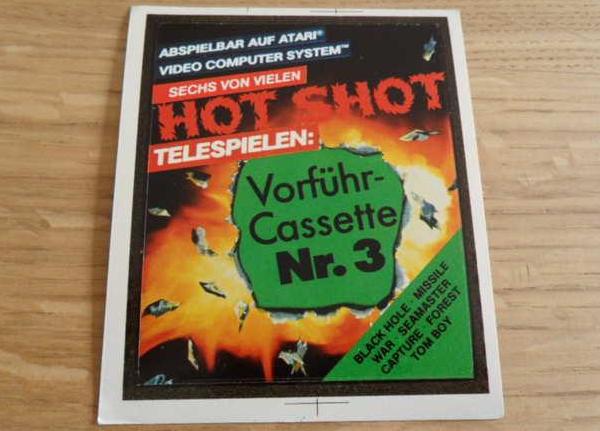 ABSPIELBAR AUF ATARI®
VIDEO COMPUTER SYSTEM™
SECHS VON VIELEN
HOT SHOT
TELESPIELEN:
Vorführ-
Cassette
Nr. 3
BLACK HOLE · MISSILE
WAR · SEAMASTER
CAPTURE · FOREST
TOM BOY